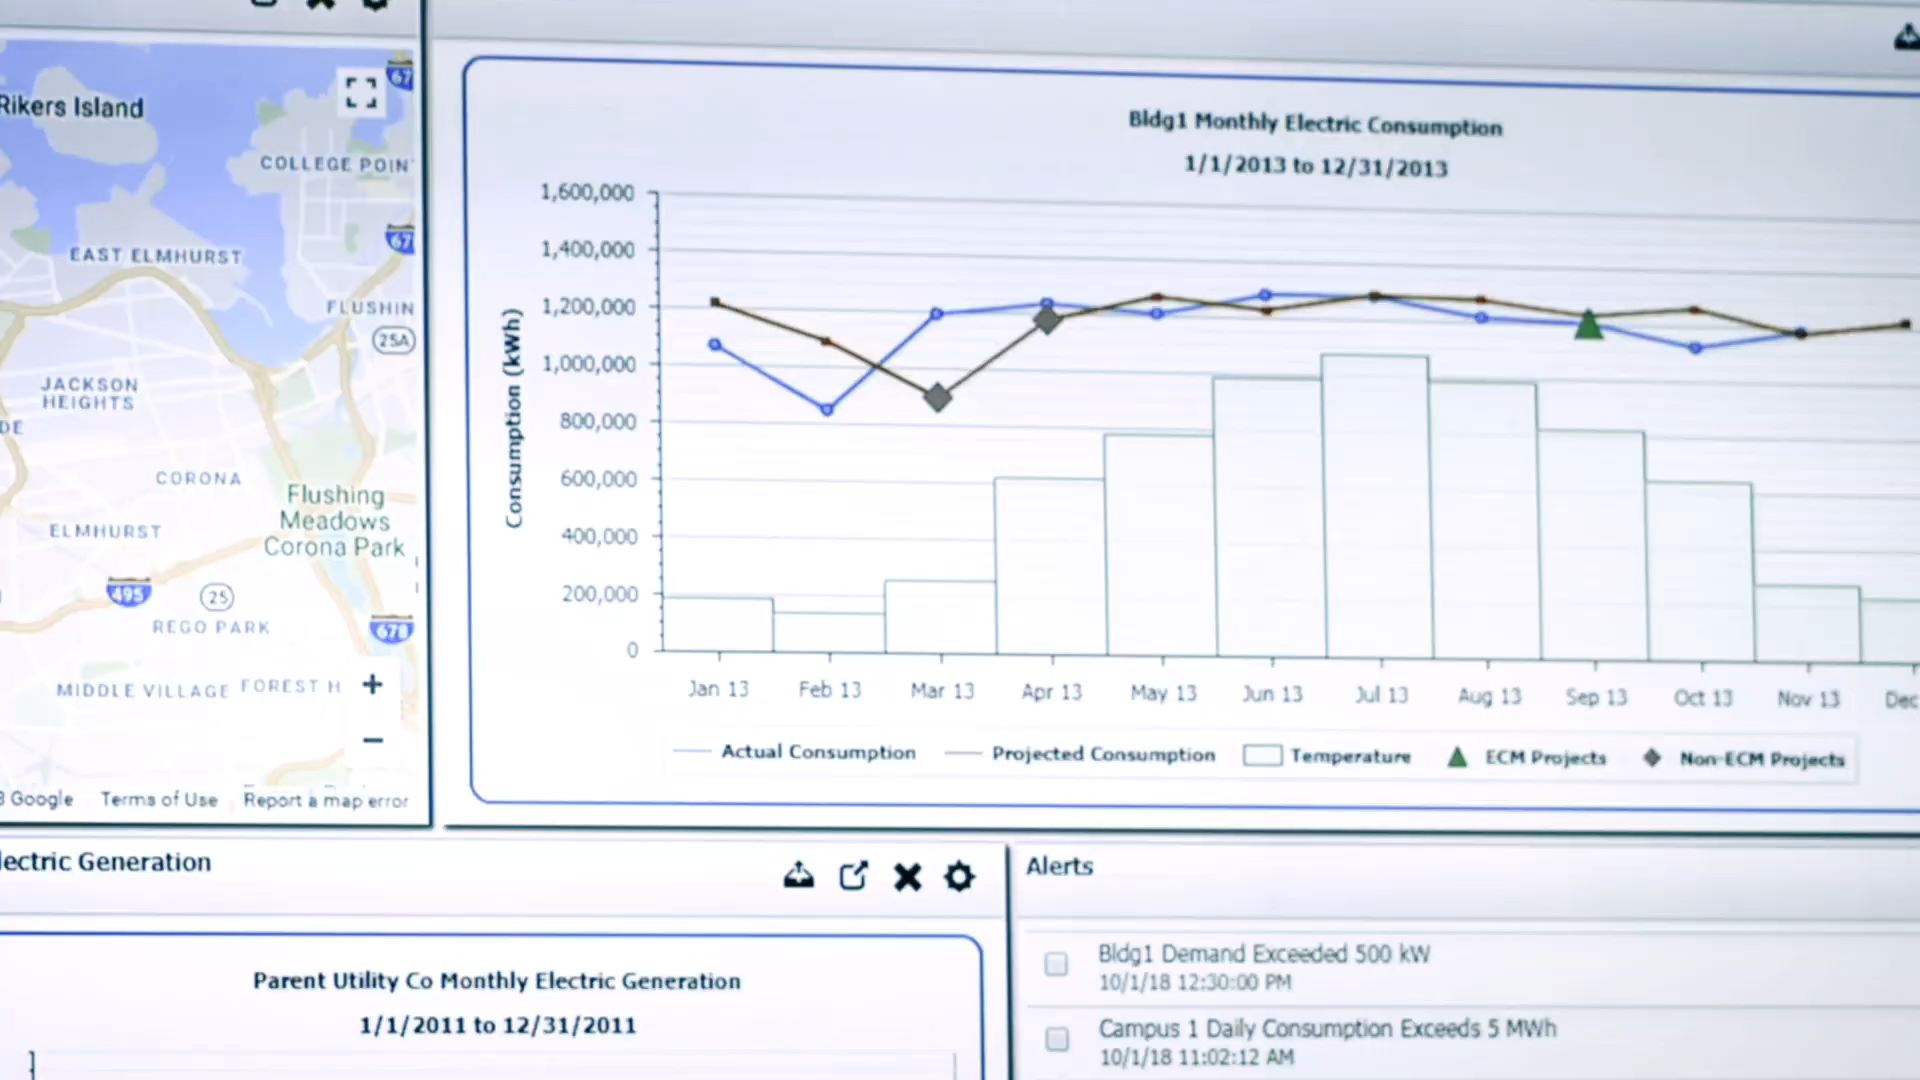 Rikers Island
COLLEGE POIN
EAST ELMHURST
FLUSHIN
25A
JACKSON
HEIGHTS
DE
CORONA
Flushing
Meadows
Corona Park
ELMHURST
495
25
REGO PARK
678
MIDDLE VILLAGE
FOREST H
+
−
Google
Terms of Use
Report a map error
67
67
Bldg1 Monthly Electric Consumption
1/1/2013 to 12/31/2013
Consumption (kWh)
1,600,000
1,400,000
1,200,000
1,000,000
800,000
600,000
400,000
200,000
0
Jan 13 Feb 13 Mar 13 Apr 13 May 13 Jun 13 Jul 13 Aug 13 Sep 13 Oct 13 Nov 13 Dec
Actual Consumption Projected Consumption Temperature ECM Projects Non-ECM Projects
lectric Generation
Parent Utility Co Monthly Electric Generation
1/1/2011 to 12/31/2011
Alerts
Bldg1 Demand Exceeded 500 kW
10/1/18 12:30:00 PM
Campus 1 Daily Consumption Exceeds 5 MWh
10/1/18 11:02:12 AM